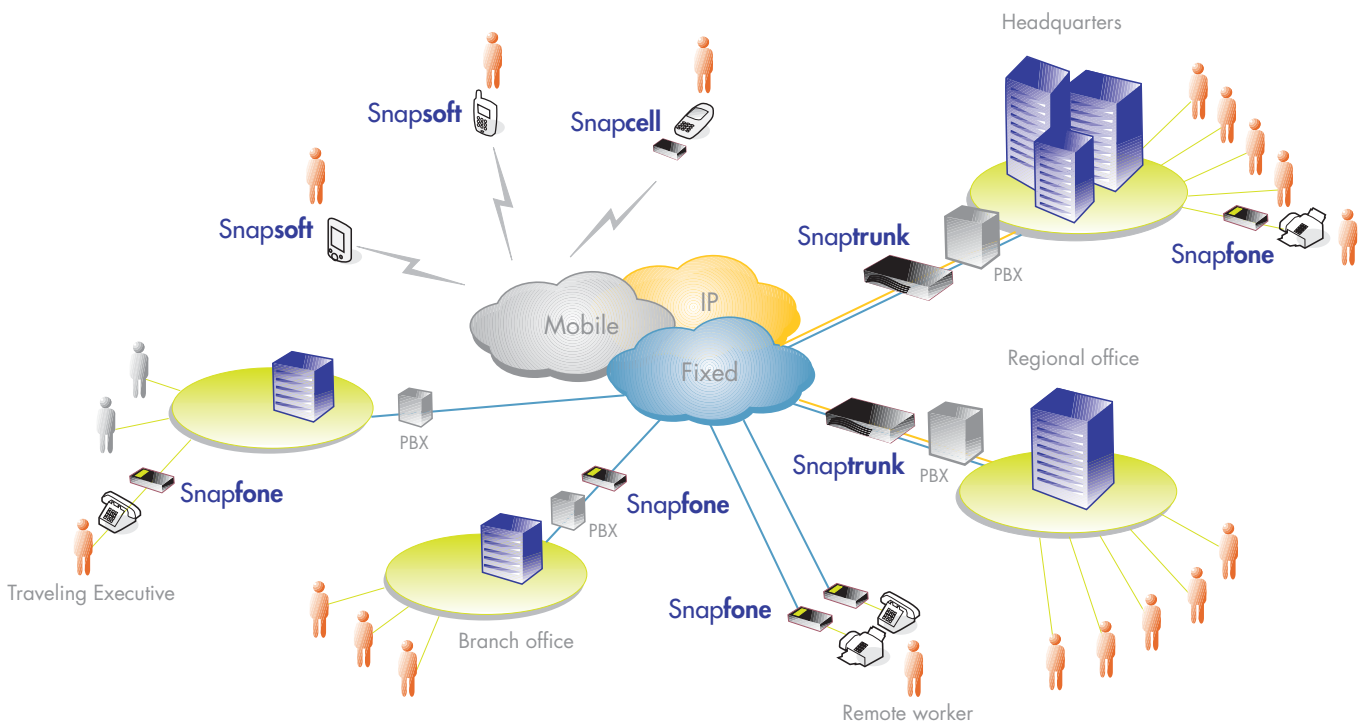 Headquarters
Snapsoft
Snapcell
Snapsoft
Snaptrunk
PBX
Snapfone
IP
Mobile
Fixed
Regional office
PBX
Snaptrunk
PBX
Snapfone
Traveling Executive
Snapfone
PBX
Branch office
Snapfone
Remote worker